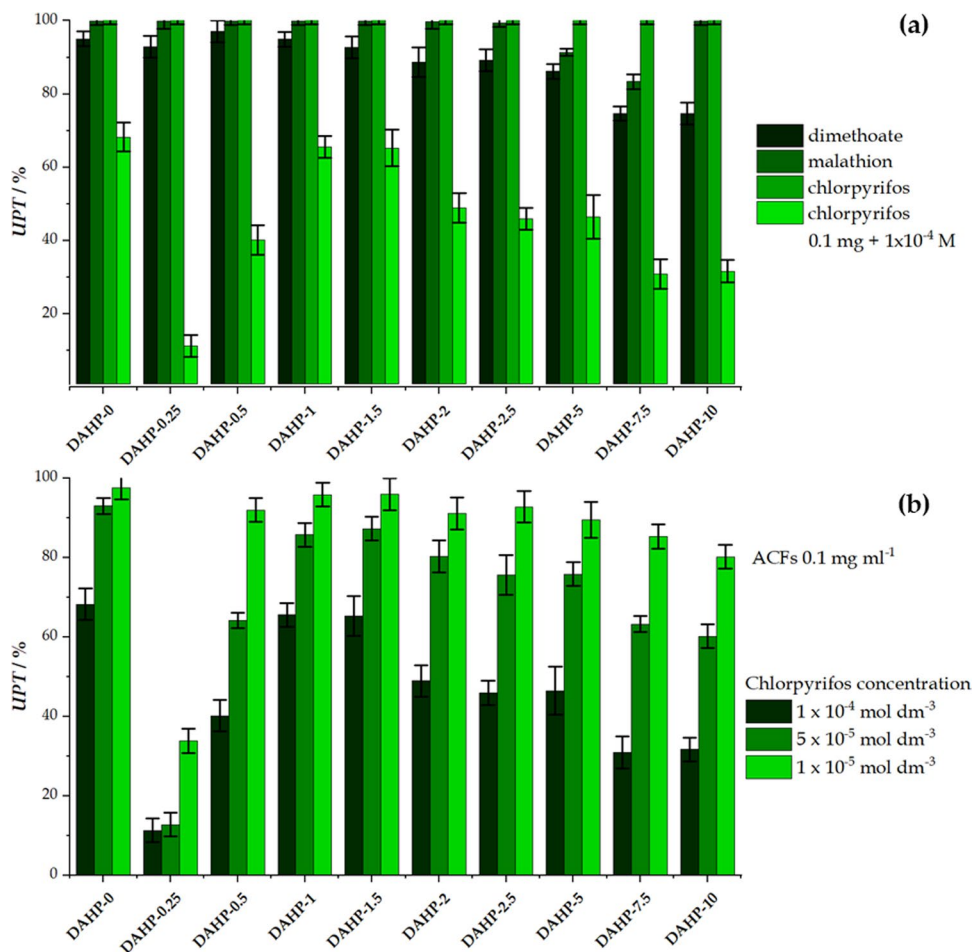 (a)
100
80
60
40
20
UPT / %
dimethoate
malathion
chlorpyrifos
chlorpyrifos
0.1 mg + 1x10⁻⁴ M
DAHP-0
DAHP-0.25
DAHP-0.5
DAHP-1
DAHP-1.5
DAHP-2
DAHP-2.5
DAHP-5
DAHP-7.5
DAHP-10
(b)
100
80
60
40
20
0
UPT / %
ACFs 0.1 mg ml⁻¹
Chlorpyrifos concentration
1 x 10⁻⁴ mol dm⁻³
5 x 10⁻⁵ mol dm⁻³
1 x 10⁻⁵ mol dm⁻³
DAHP-0
DAHP-0.25
DAHP-0.5
DAHP-1
DAHP-1.5
DAHP-2
DAHP-2.5
DAHP-5
DAHP-7.5
DAHP-10